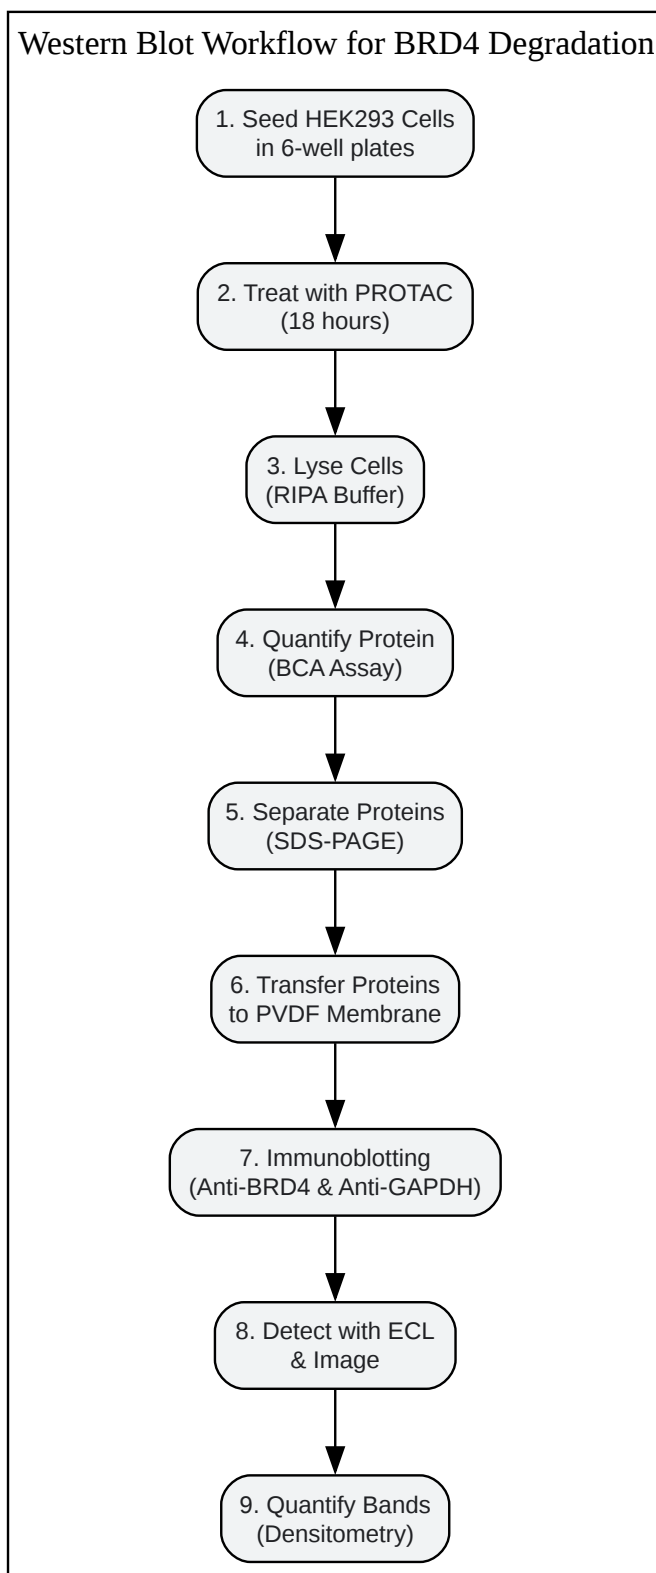 Western Blot Workflow for BRD4 Degradation
1. Seed HEK293 Cells
in 6-well plates
2. Treat with PROTAC
(18 hours)
3. Lyse Cells
(RIPA Buffer)
4. Quantify Protein
(BCA Assay)
5. Separate Proteins
(SDS-PAGE)
6. Transfer Proteins
to PVDF Membrane
7. Immunoblotting
(Anti-BRD4 & Anti-GAPDH)
8. Detect with ECL
& Image
9. Quantify Bands
(Densitometry)